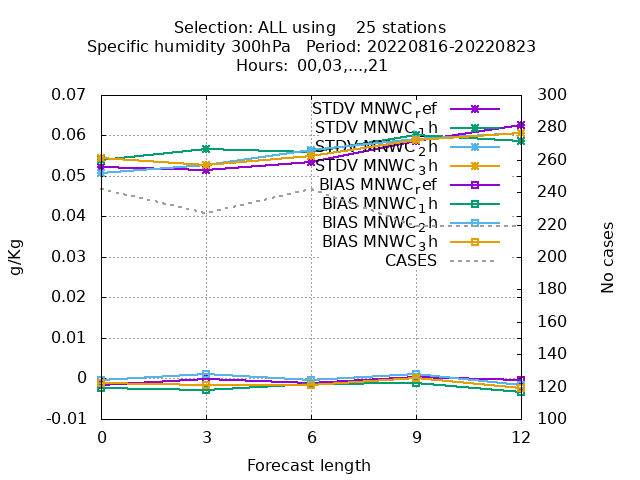 Selection: ALL using 25 stations
Specific humidity 300hPa Period: 20220816-20220823
Hours: 00,03,...,21
0.07
0.06
0.05
0.04
0.03
0.02
0.01
0
-0.01
g/Kg
STDV MNWC_ref
STDV MNWC_1h
STDV MNWC_2h
STDV MNWC_3h
BIAS MNWC_ref
BIAS MNWC_1h
BIAS MNWC_2h
BIAS MNWC_3h
CASES
300
280
260
240
220
200
180
160
140
120
100
No cases
0 3 6 9 12
Forecast length